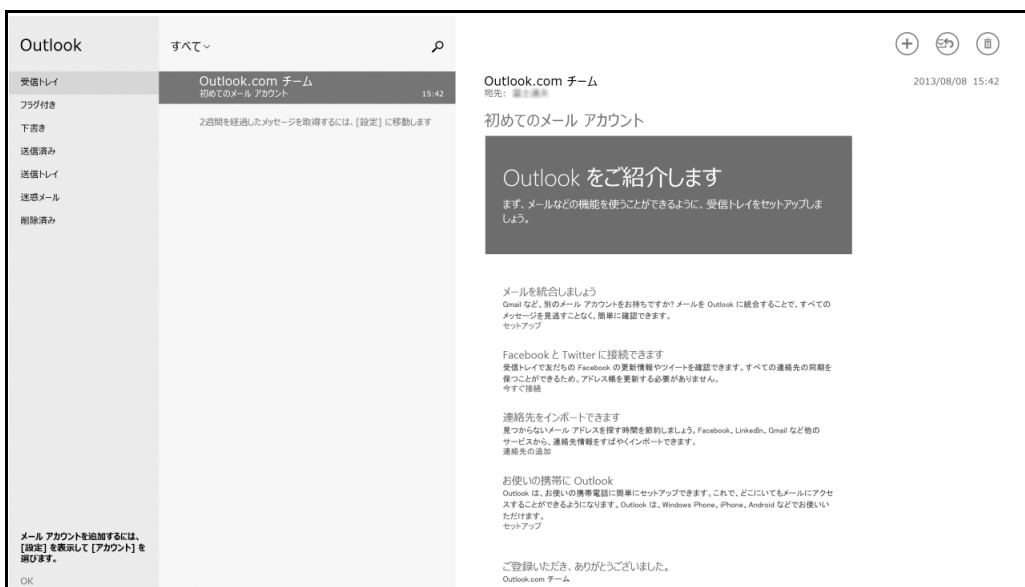 Outlook
受信トレイ
フラグ付き
下書き
送信済み
送信トレイ
迷惑メール
削除済み
メール アカウントを追加するには、
[設定] を表示して [アカウント] を
選びます。
OK
すべて
Outlook.com チーム
初めてのメール アカウント 15:42
2週間を経過したメッセージを取得するには、[設定] に移動します
Outlook.com チーム
2013/08/08 15:42
宛先:
初めてのメール アカウント
Outlook をご紹介します
まず、メールなどの機能を使うことができるように、受信トレイをセットアップしま
しょう。
メールを統合しましょう
Gmail など、別のメール アカウントをお持ちですか? メールを Outlook に統合することで、すべての
メッセージを見逃すことなく、簡単に確認できます。
セットアップ
Facebook と Twitter に接続できます
受信トレイで友だちの Facebook の更新情報やツイートを確認できます。すべての連絡先の同期を
保つことができるため、アドレス帳を更新する必要がありません。
今すぐ接続
連絡先をインポートできます
見つからないメール アドレスを探す時間を節約しましょう。Facebook、LinkedIn、Gmail など他の
サービスから、連絡先情報をすばやくインポートできます。
連絡先の追加
お使いの携帯に Outlook
Outlook は、お使いの携帯電話に簡単にセットアップできます。これで、どこにいてもメールにアクセ
スすることができるようになります。Outlook は、Windows Phone、iPhone、Android などでお使いい
ただけます。
セットアップ
ご登録いただき、ありがとうございました。
Outlook.com チーム